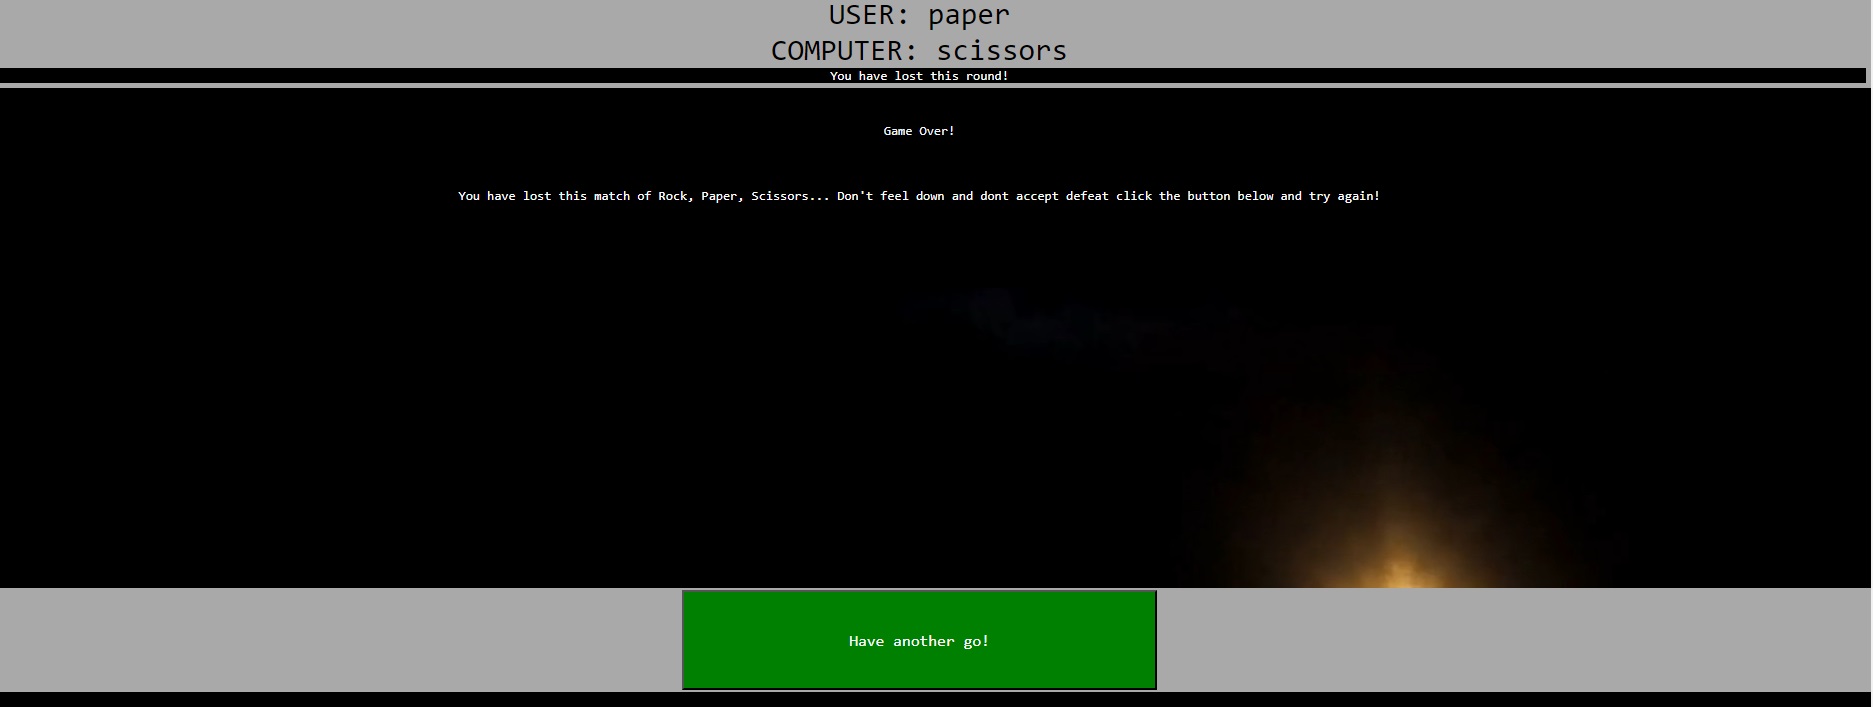 USER: paper
COMPUTER: scissors
You have lost this round!
Game Over!
You have lost this match of Rock, Paper, Scissors... Don't feel down and dont accept defeat click the button below and try again!
Have another go!